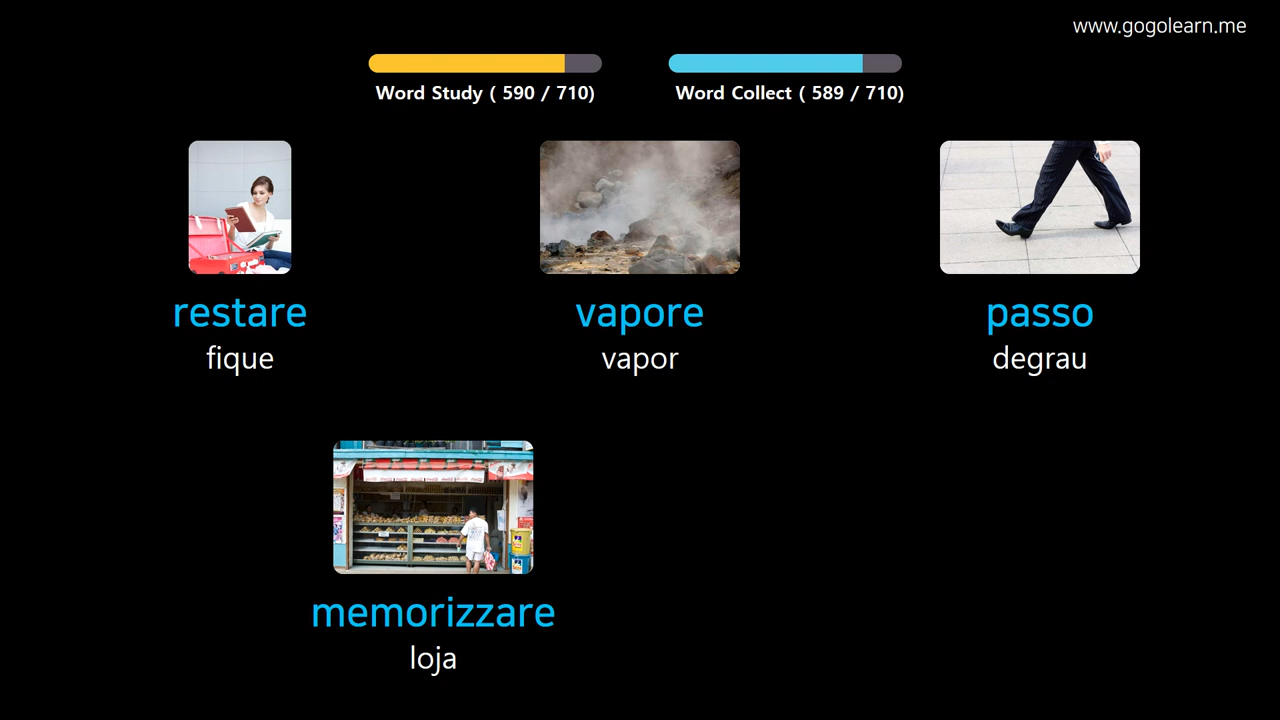 www.gogolearn.me
Word Study ( 590 / 710)
Word Collect ( 589 / 710)
restare
fique
vapore
vapor
passo
degrau
memorizzare
loja